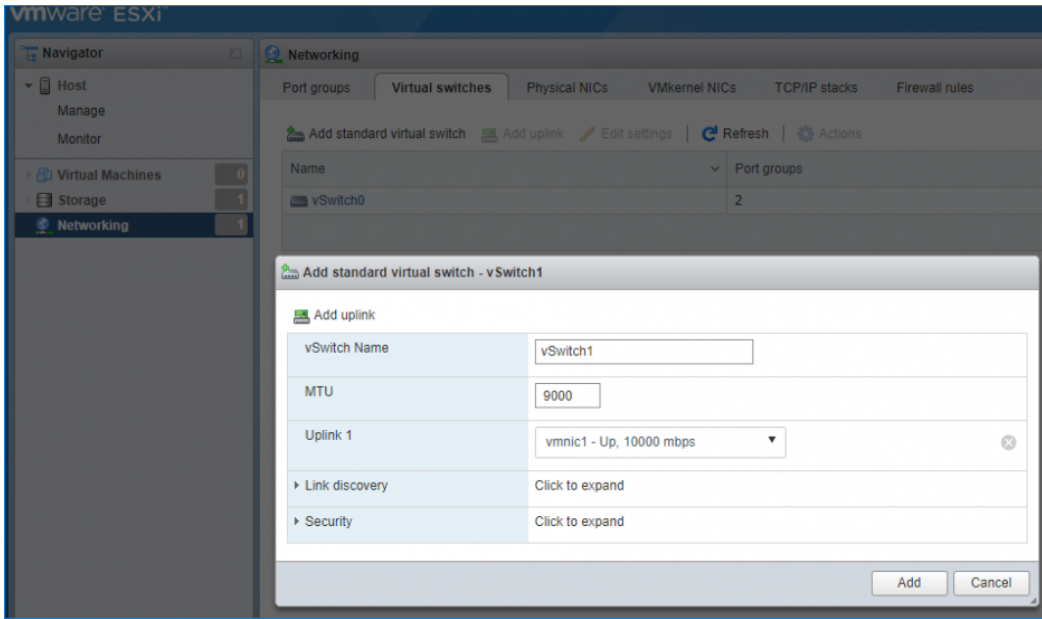 vmware ESXi™
Navigator
Host
Manage
Monitor
Virtual Machines 0
Storage 1
Networking 1
Networking
Port groups Virtual switches Physical NICs VMkernel NICs TCP/IP stacks Firewall rules
Add standard virtual switch Add uplink Edit settings Refresh Actions
Name Port groups
vSwitch0 2
Add standard virtual switch - vSwitch1
Add uplink
vSwitch Name vSwitch1
MTU 9000
Uplink 1 vmnic1 - Up, 10000 mbps
Link discovery Click to expand
Security Click to expand
Add Cancel